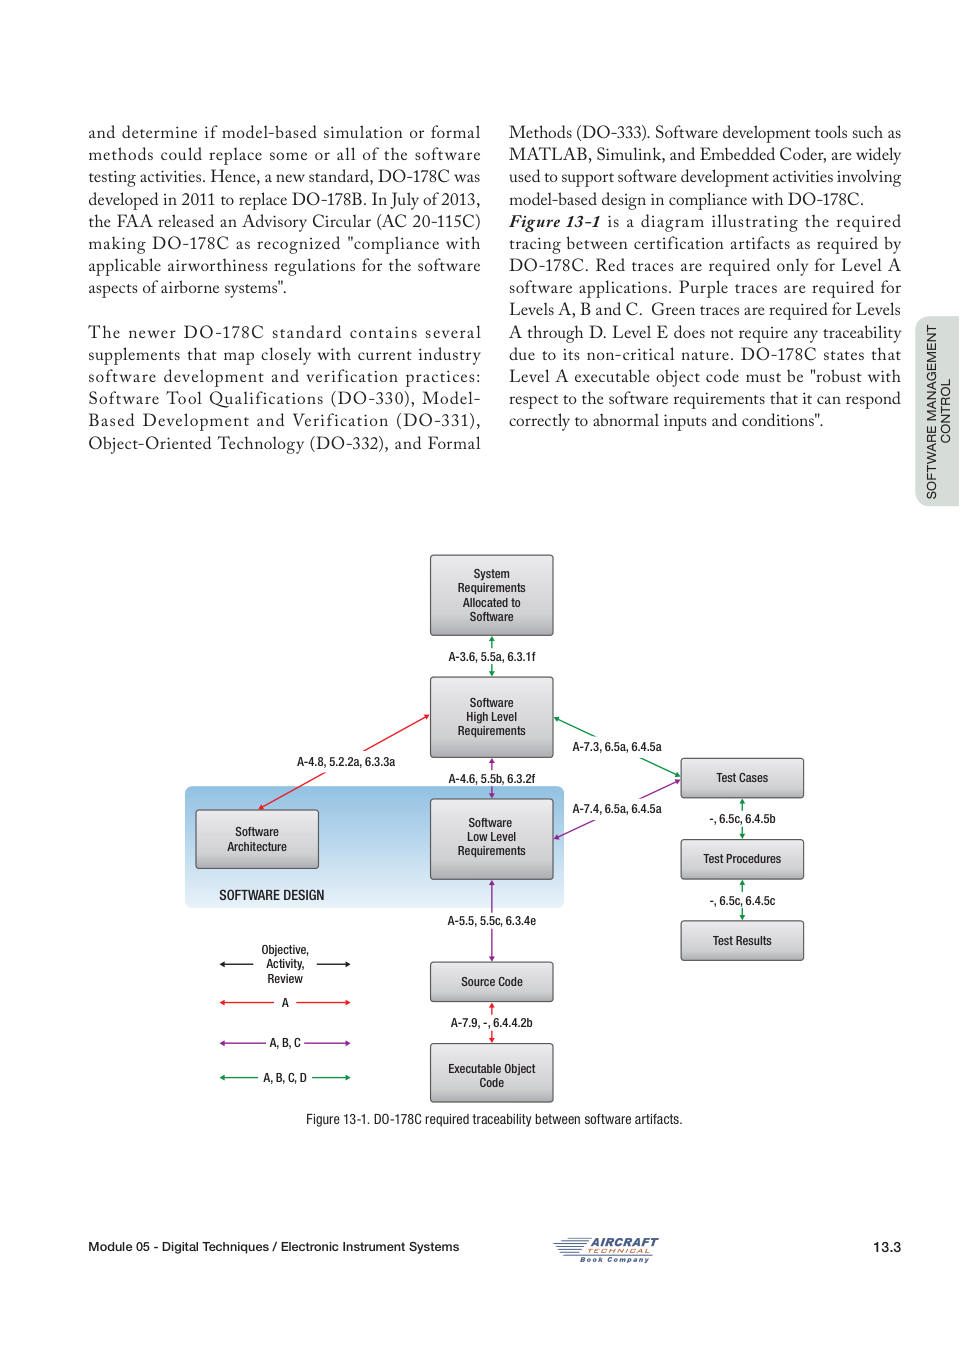 and determine if model-based simulation or formal
methods could replace some or all of the software
testing activities. Hence, a new standard, DO-178C was
developed in 2011 to replace DO-178B. In July of 2013,
the FAA released an Advisory Circular (AC 20-115C)
making DO-178C as recognized "compliance with
applicable airworthiness regulations for the software
aspects of airborne systems".
The newer DO-178C standard contains several
supplements that map closely with current industry
software development and verification practices:
Software Tool Qualifications (DO-330), Model-
Based Development and Verification (DO-331),
Object-Oriented Technology (DO-332), and Formal
Methods (DO-333). Software development tools such as
MATLAB, Simulink, and Embedded Coder, are widely
used to support software development activities involving
model-based design in compliance with DO-178C.
Figure 13-1 is a diagram illustrating the required
tracing between certification artifacts as required by
DO-178C. Red traces are required only for Level A
software applications. Purple traces are required for
Levels A, B and C. Green traces are required for Levels
A through D. Level E does not require any traceability
due to its non-critical nature. DO-178C states that
Level A executable object code must be "robust with
respect to the software requirements that it can respond
correctly to abnormal inputs and conditions".
SOFTWARE MANAGEMENT
CONTROL
System
Requirements
Allocated to
Software
A-3.6, 5.5a, 6.3.1f
Software
High Level
Requirements
A-7.3, 6.5a, 6.4.5a
A-4.8, 5.2.2a, 6.3.3a
A-4.6, 5.5b, 6.3.2f
Test Cases
A-7.4, 6.5a, 6.4.5a
-, 6.5c, 6.4.5b
Software
Architecture
Software
Low Level
Requirements
Test Procedures
SOFTWARE DESIGN
-, 6.5c, 6.4.5c
A-5.5, 5.5c, 6.3.4e
Test Results
Objective,
Activity,
Review
A
A, B, C
A, B, C, D
Source Code
A-7.9, -, 6.4.4.2b
Executable Object
Code
Figure 13-1. DO-178C required traceability between software artifacts.
Module 05 - Digital Techniques / Electronic Instrument Systems
AIRCRAFT
TECHNICAL
Book Company
13.3